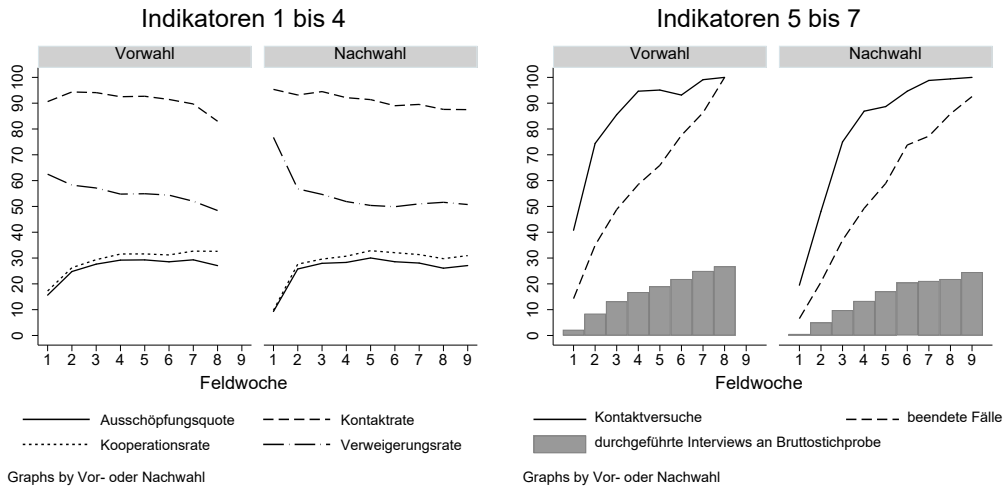 Indikatoren 1 bis 4
Vorwahl Nachwahl
100
90
80
70
60
50
40
30
20
10
0
1 2 3 4 5 6 7 8 9 1 2 3 4 5 6 7 8 9
Feldwoche
Ausschöpfungsquote Kontaktrate
Kooperationsrate Verweigerungsrate
Graphs by Vor- oder Nachwahl
Indikatoren 5 bis 7
Vorwahl Nachwahl
100
90
80
70
60
50
40
30
20
10
0
1 2 3 4 5 6 7 8 9 1 2 3 4 5 6 7 8 9
Feldwoche
Kontaktversuche beendete Fälle
durchgeführte Interviews an Bruttostichprobe
Graphs by Vor- oder Nachwahl